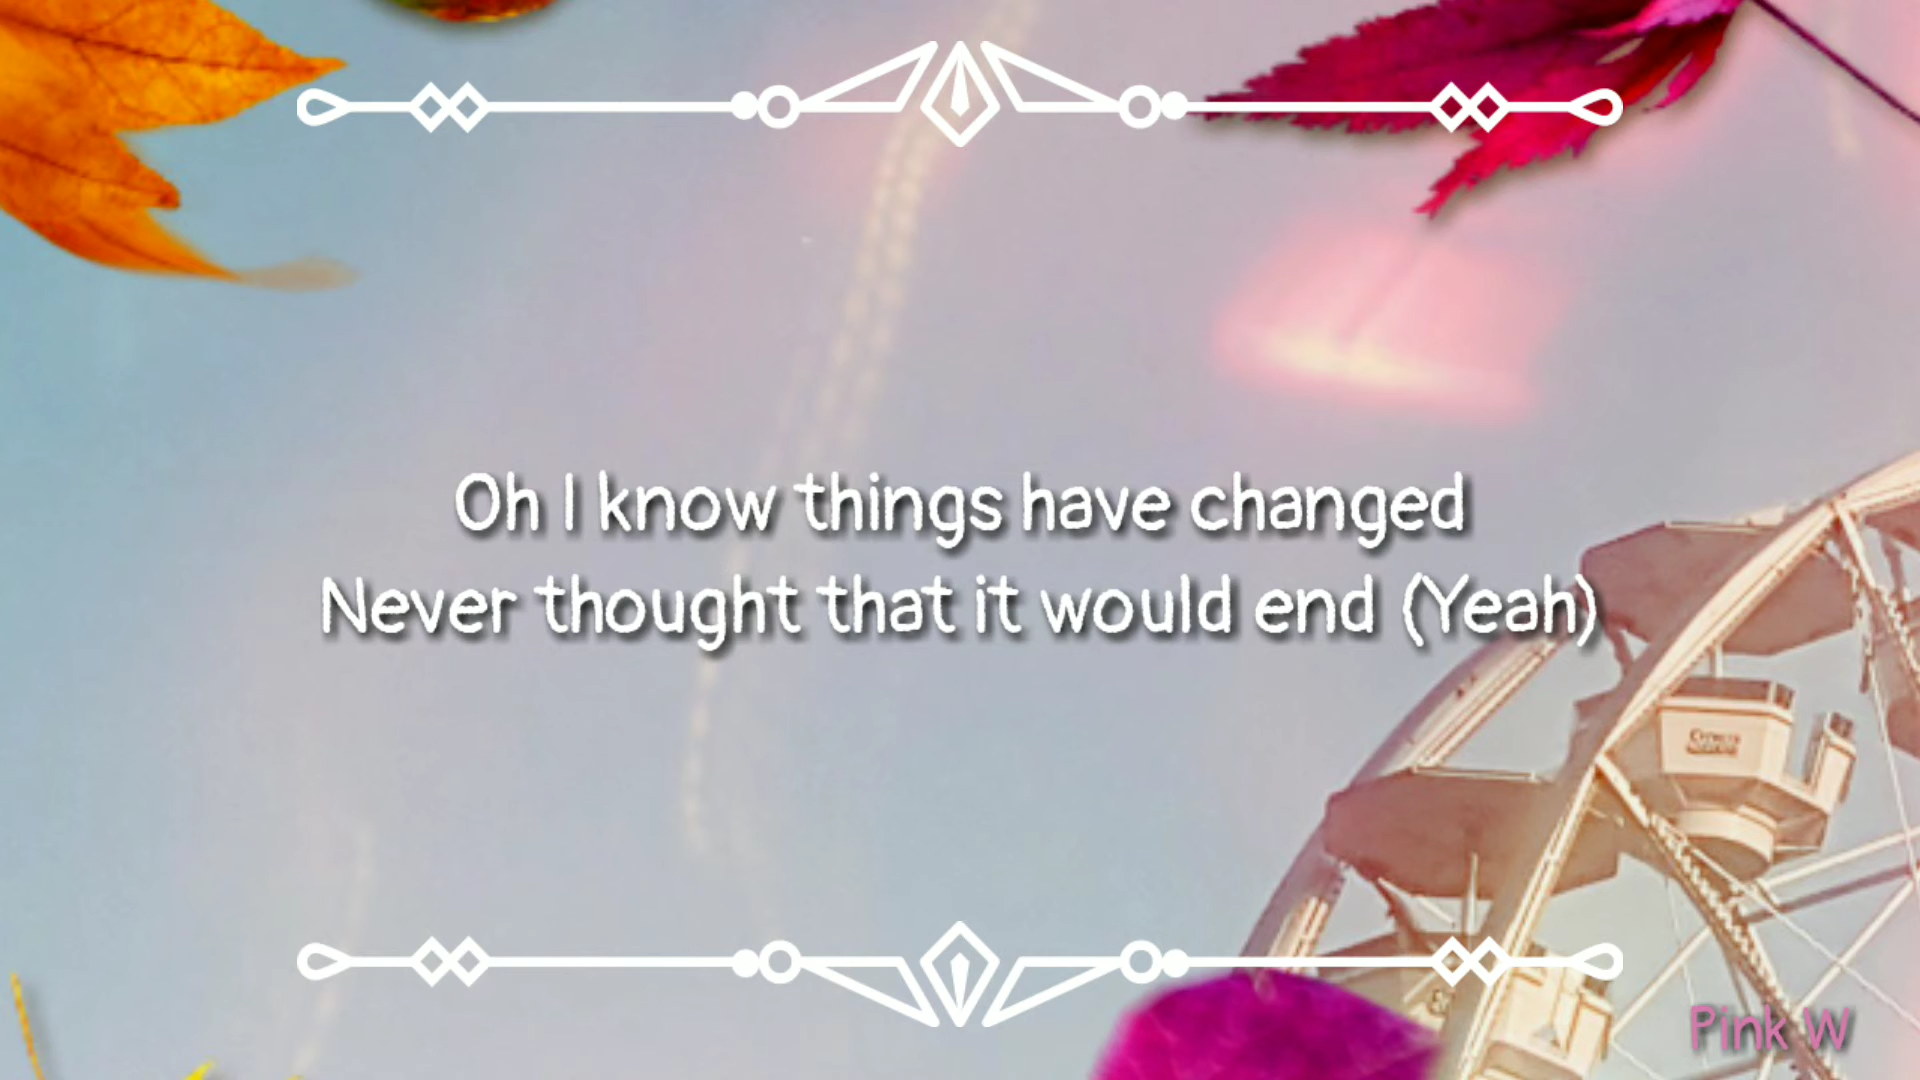 Oh I know things have changed
Never thought that it would end (Yeah)
Pink W